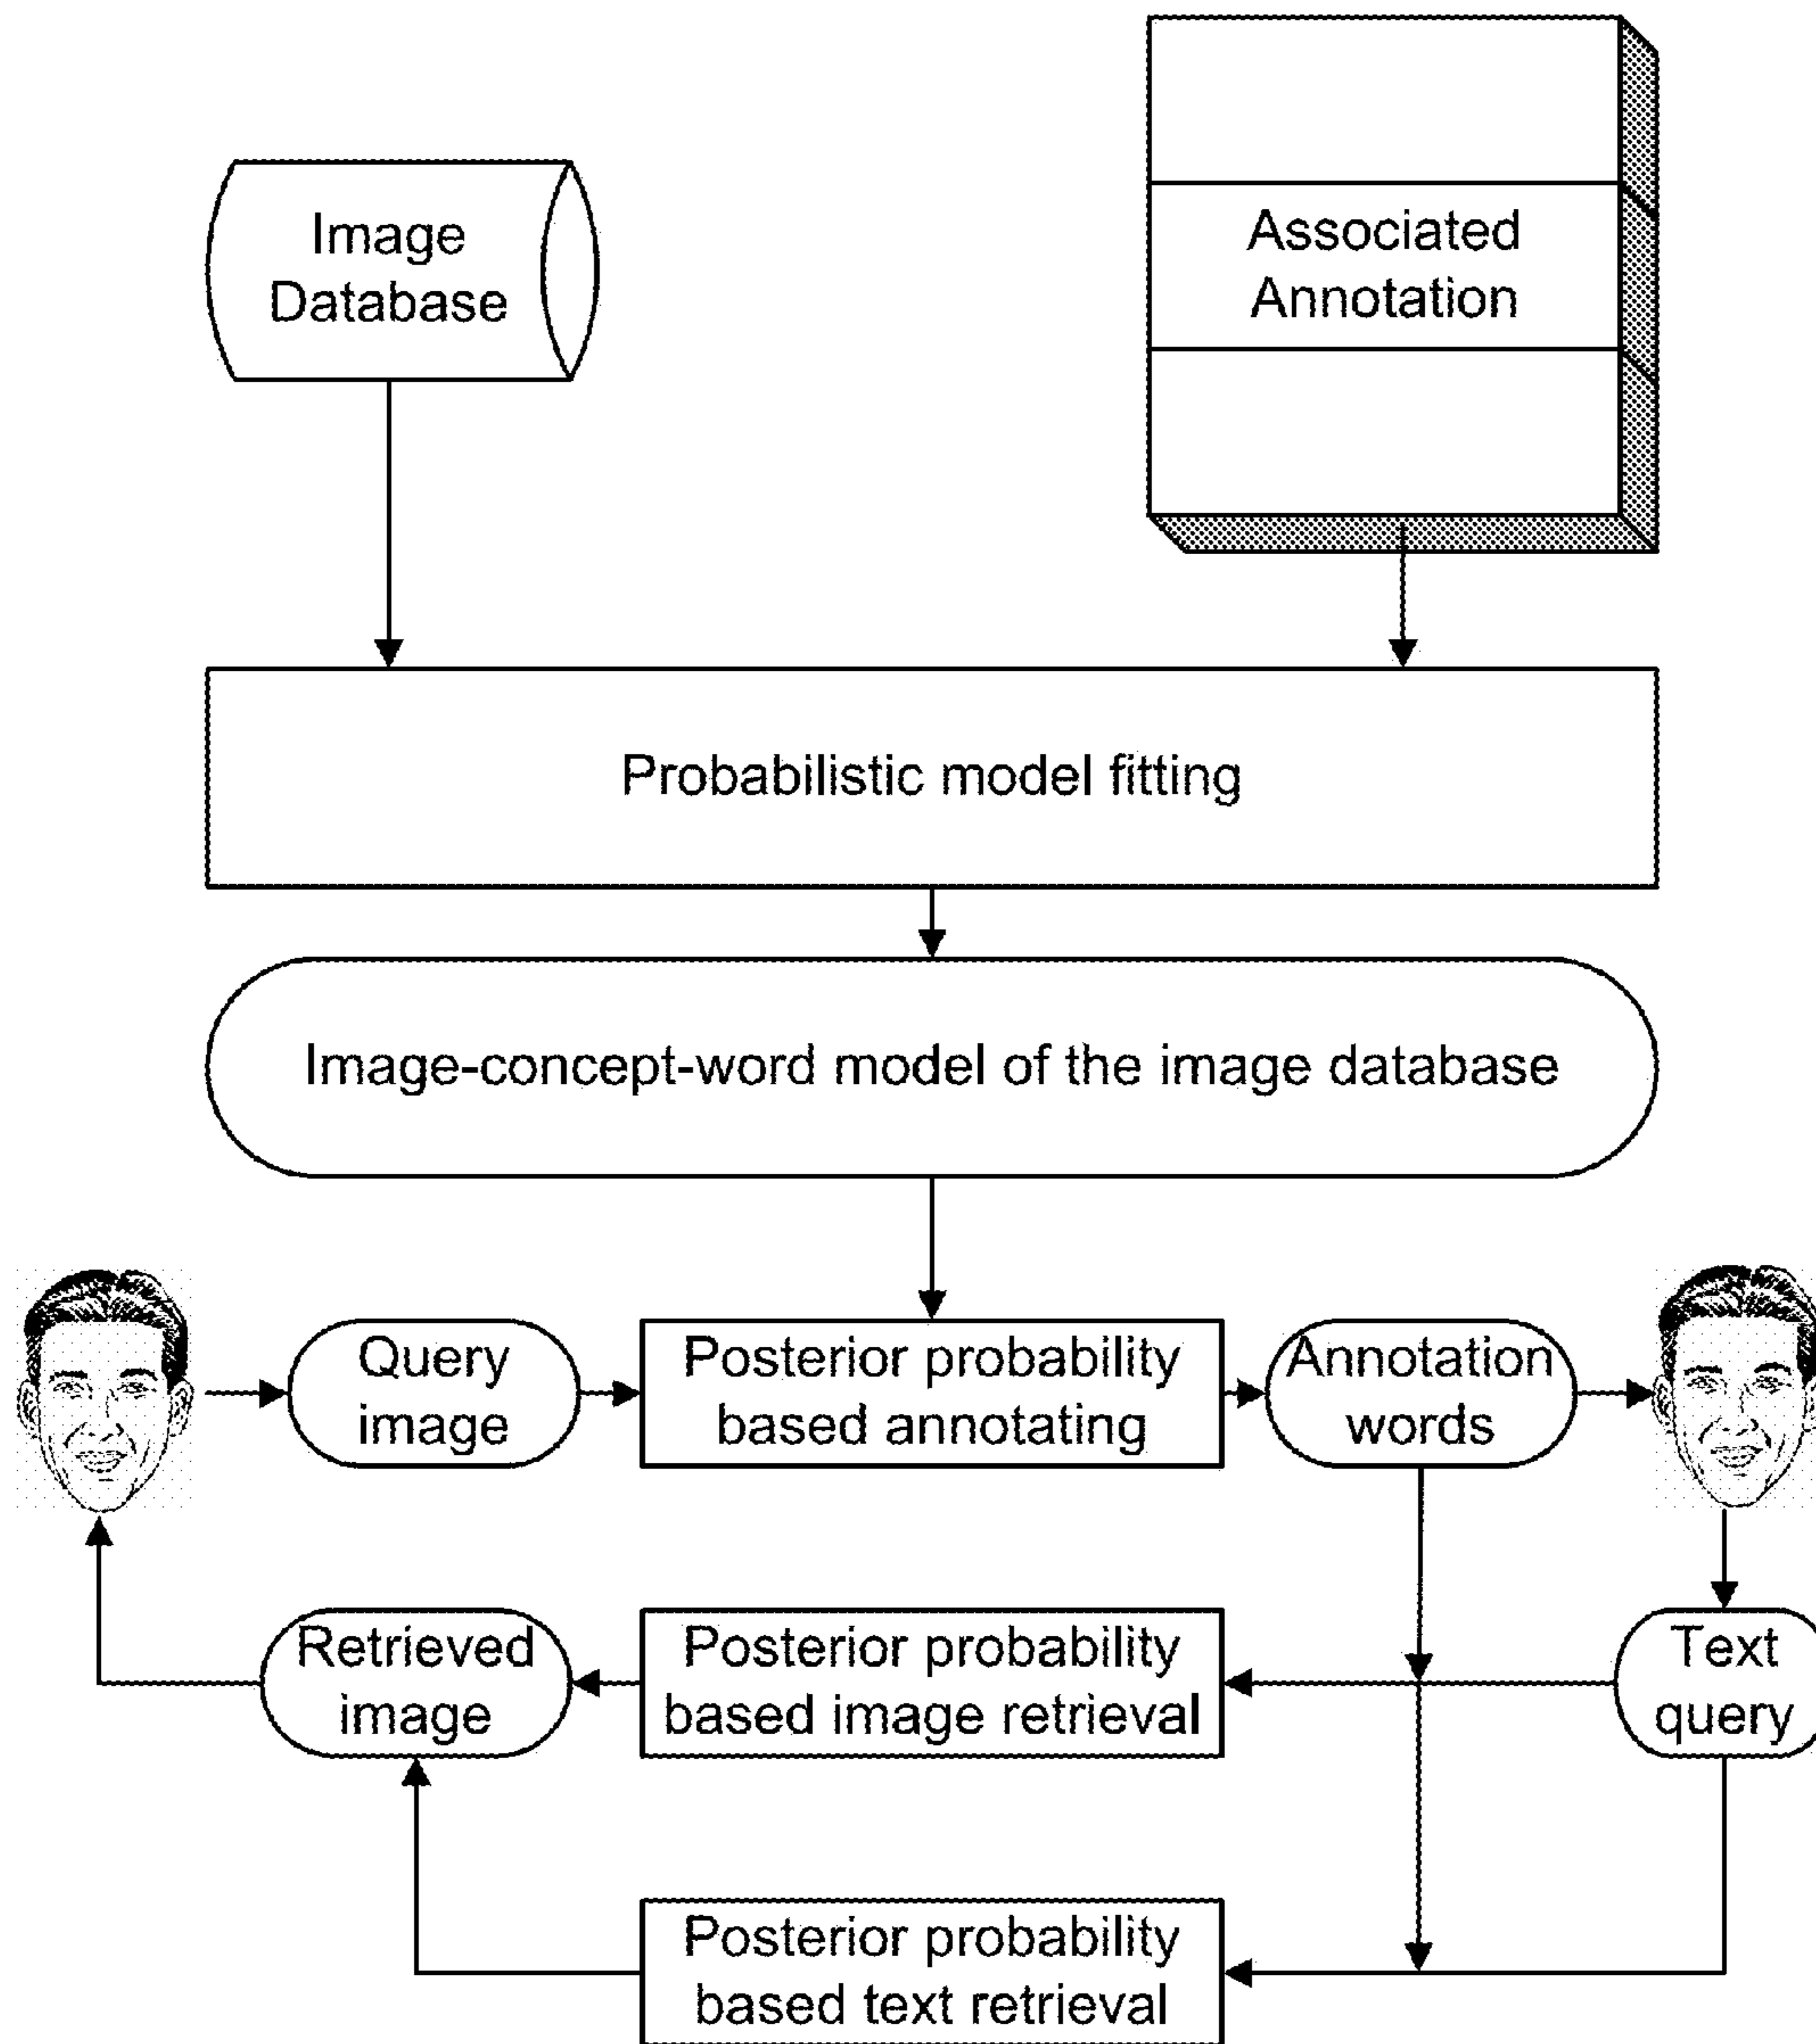 Image
Database
Associated
Annotation
Probabilistic model fitting
Image-concept-word model of the image database
Query
image
Posterior probability
based annotating
Annotation
words
Retrieved
image
Posterior probability
based image retrieval
Text
query
Posterior probability
based text retrieval